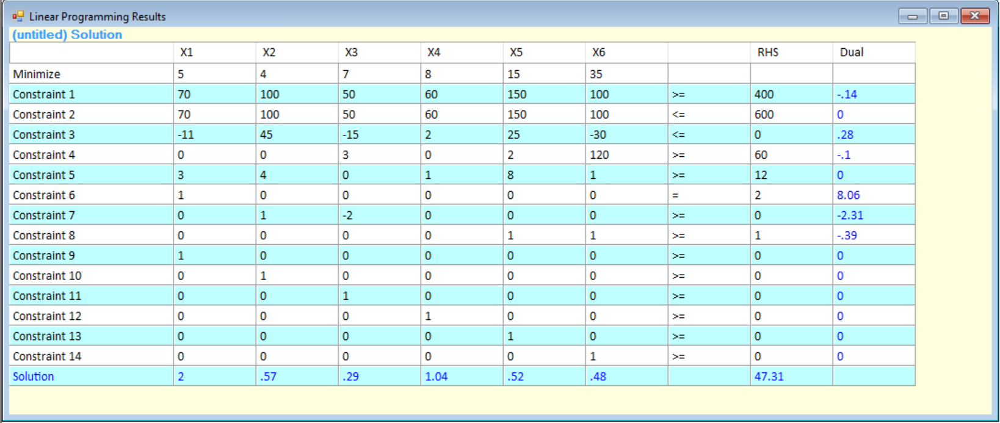 Linear Programming Results
(untitled) Solution
X1 X2 X3 X4 X5 X6 RHS Dual
Minimize 5 4 7 8 15 35
Constraint 1 70 100 50 60 150 100 >= 400 -.14
Constraint 2 70 100 50 60 150 100 <= 600 0
Constraint 3 -11 45 -15 2 25 -30 <= 0 .28
Constraint 4 0 0 3 0 2 120 >= 60 -.1
Constraint 5 3 4 0 1 8 1 >= 12 0
Constraint 6 1 0 0 0 0 0 = 2 8.06
Constraint 7 0 1 -2 0 0 0 >= 0 -2.31
Constraint 8 0 0 0 0 1 1 >= 1 -.39
Constraint 9 1 0 0 0 0 0 >= 0 0
Constraint 10 0 1 0 0 0 0 >= 0 0
Constraint 11 0 0 1 0 0 0 >= 0 0
Constraint 12 0 0 0 1 0 0 >= 0 0
Constraint 13 0 0 0 0 1 0 >= 0 0
Constraint 14 0 0 0 0 0 1 >= 0 0
Solution 2 .57 .29 1.04 .52 .48 47.31